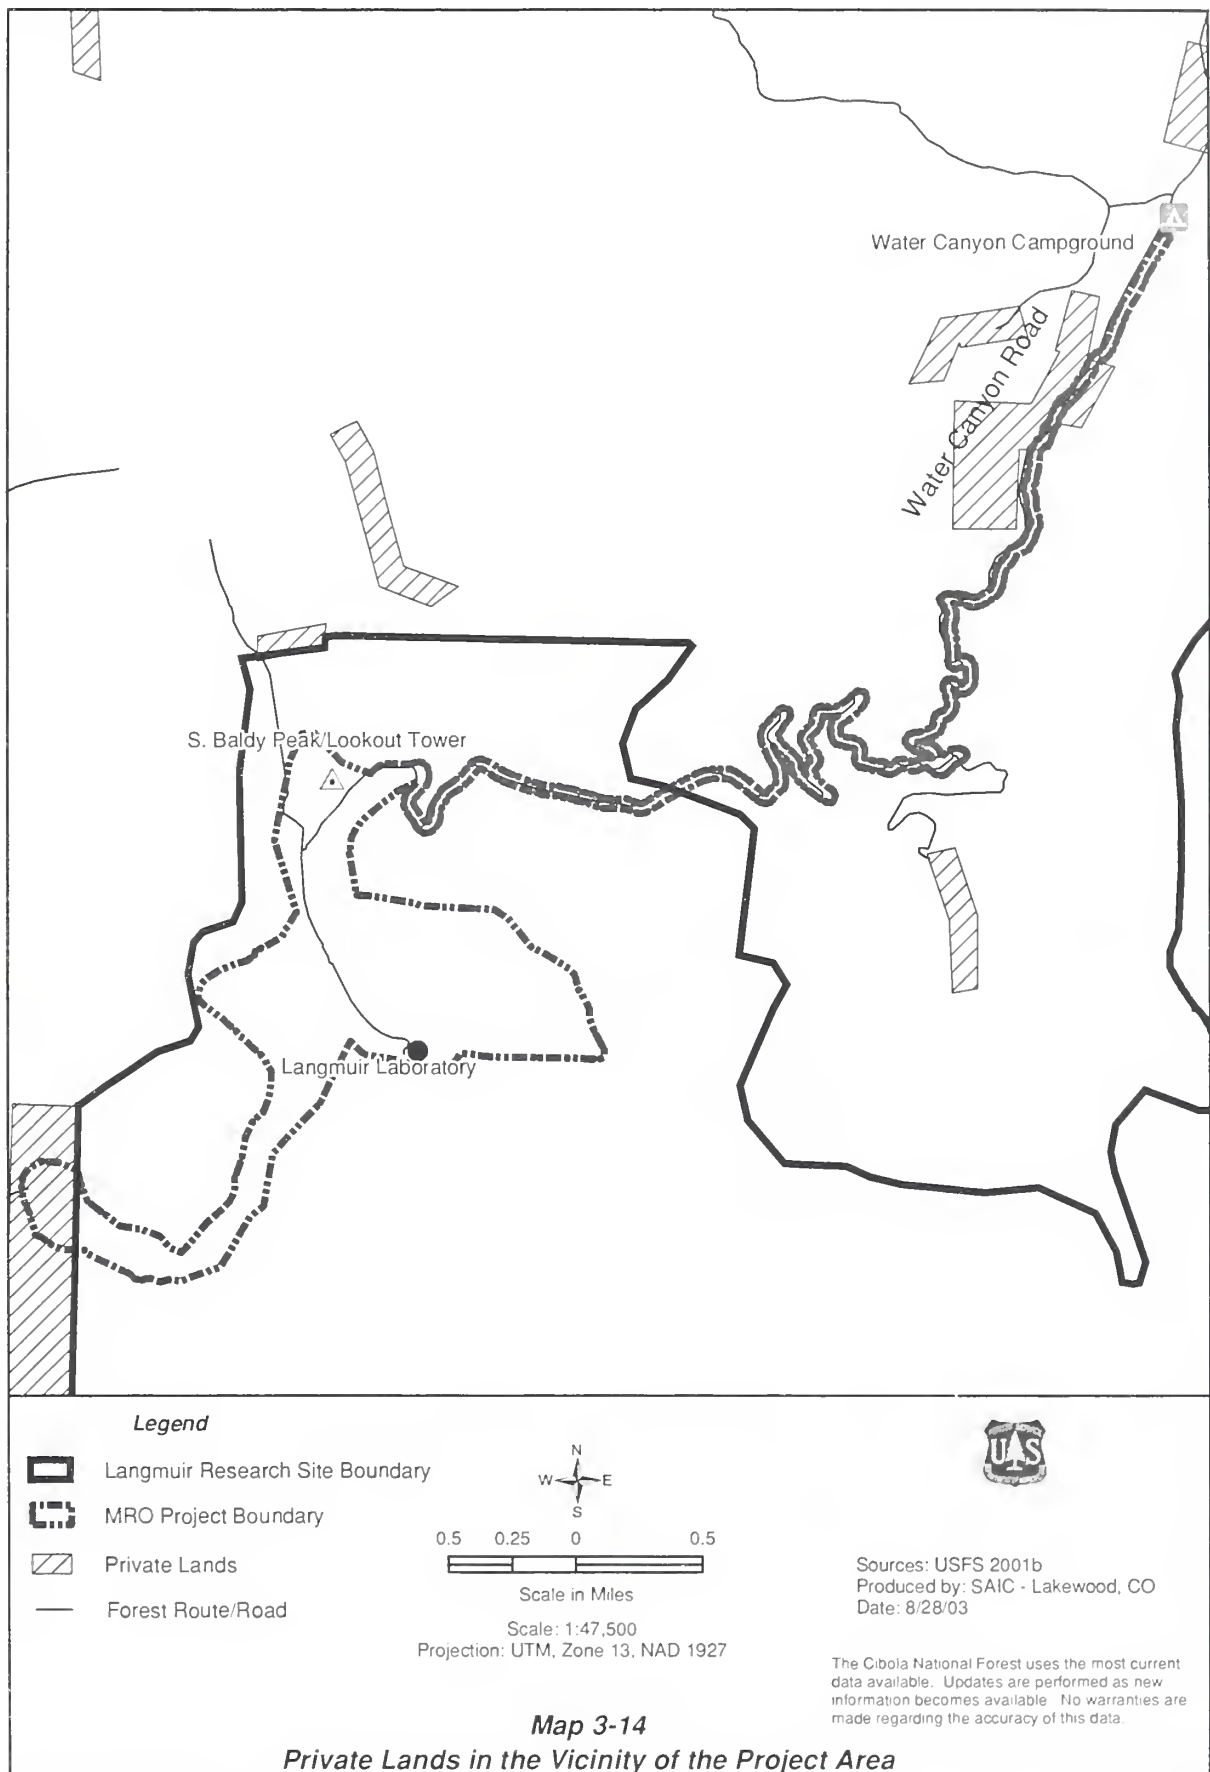 Water Canyon Campground
Water Canyon Road
S. Baldy Peak/Lookout Tower
Langmuir Laboratory
Legend
Langmuir Research Site Boundary
MRO Project Boundary
Private Lands
Forest Route/Road
N
W E
S
0.5 0.25 0 0.5
Scale in Miles
Scale: 1:47,500
Projection: UTM, Zone 13, NAD 1927
U S
Sources: USFS 2001b
Produced by: SAIC - Lakewood, CO
Date: 8/28/03
The Cibola National Forest uses the most current
data available. Updates are performed as new
information becomes available No warranties are
made regarding the accuracy of this data.
Map 3-14
Private Lands in the Vicinity of the Project Area